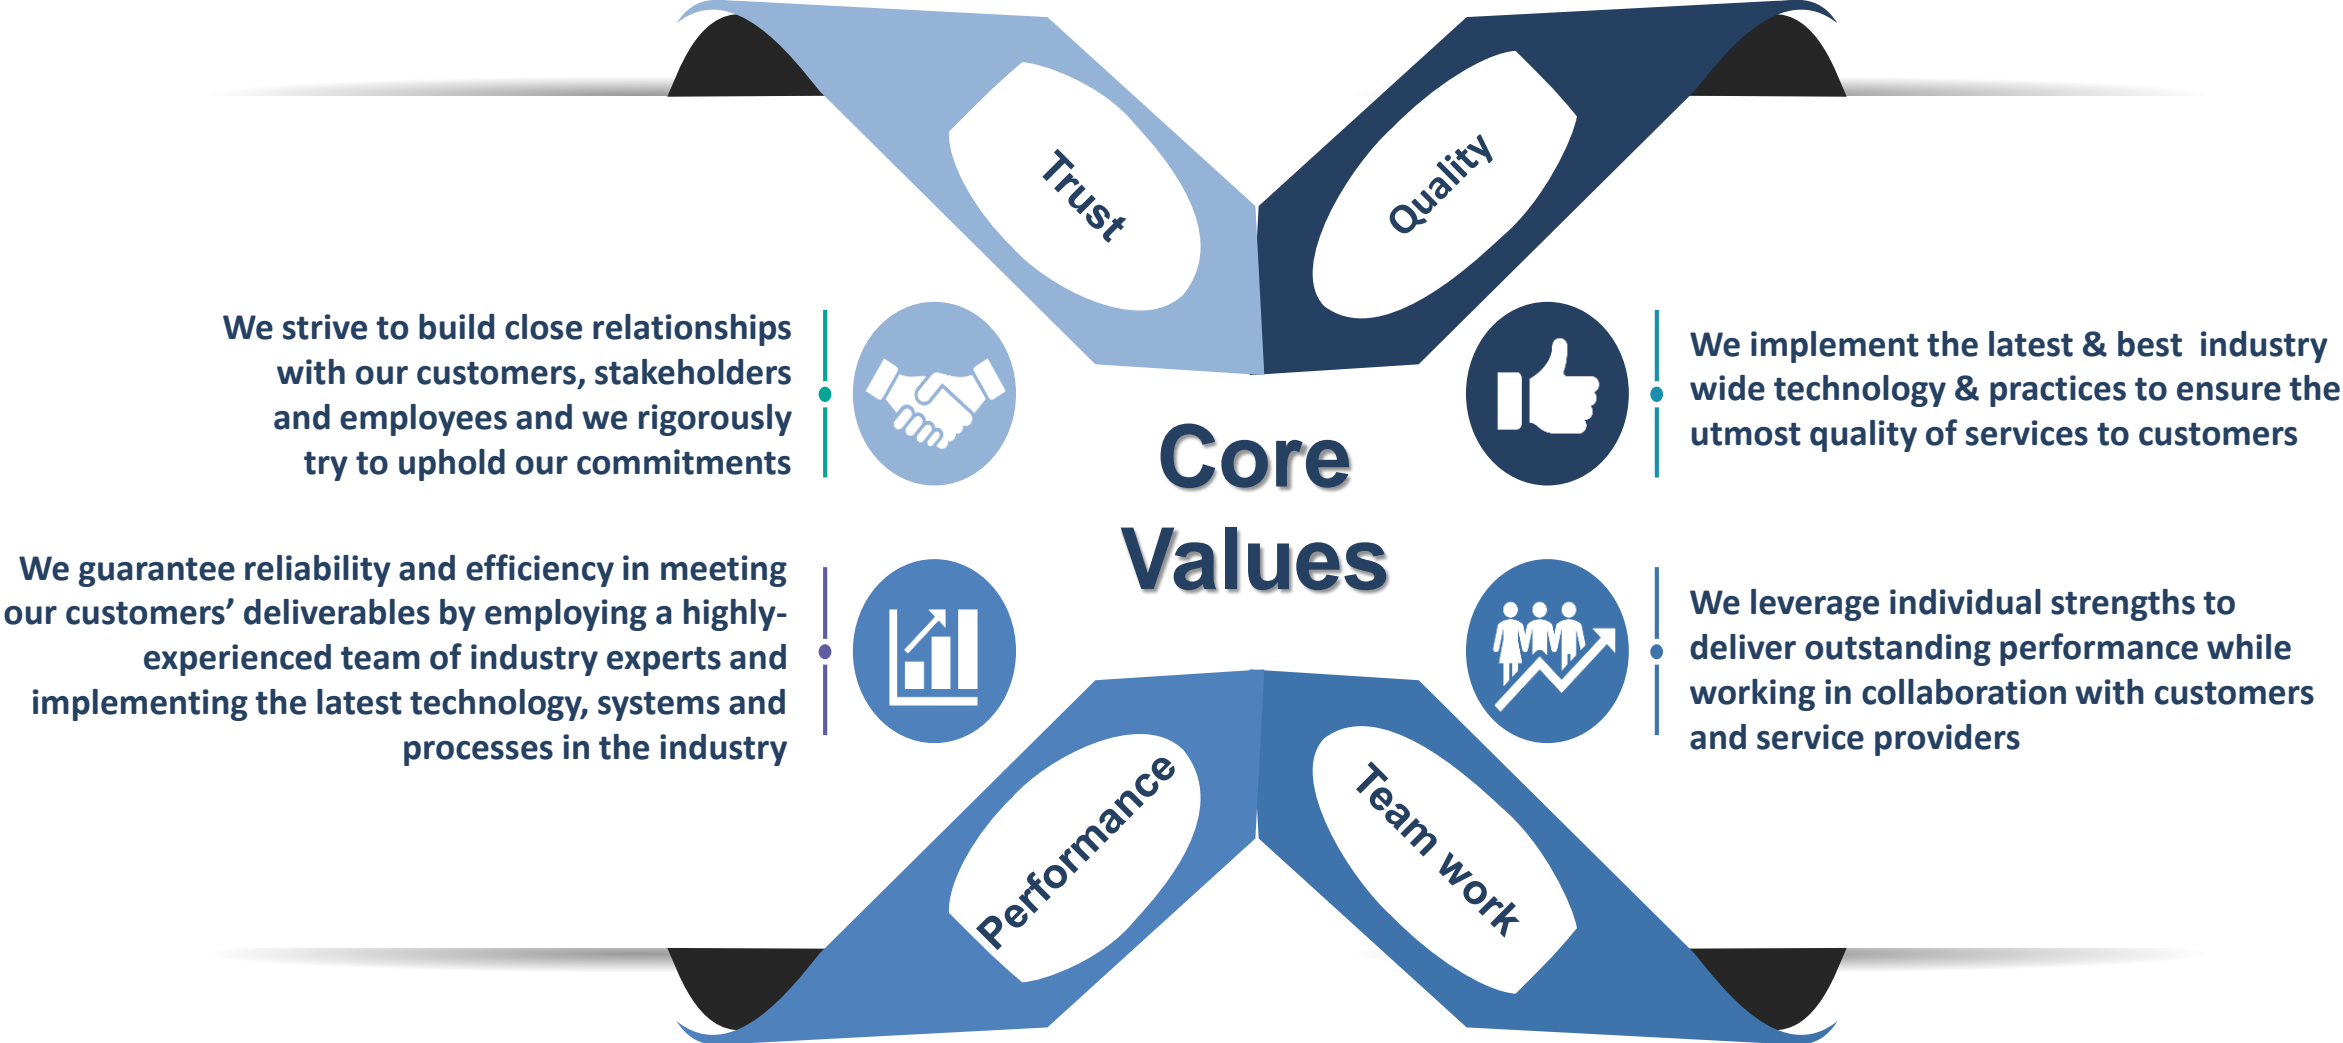 Trust
Quality
We strive to build close relationships
with our customers, stakeholders
and employees and we rigorously
try to uphold our commitments
We implement the latest & best industry
wide technology & practices to ensure the
utmost quality of services to customers
Core
Values
We guarantee reliability and efficiency in meeting
our customers’ deliverables by employing a highly-
experienced team of industry experts and
implementing the latest technology, systems and
processes in the industry
We leverage individual strengths to
deliver outstanding performance while
working in collaboration with customers
and service providers
Performance
Team work